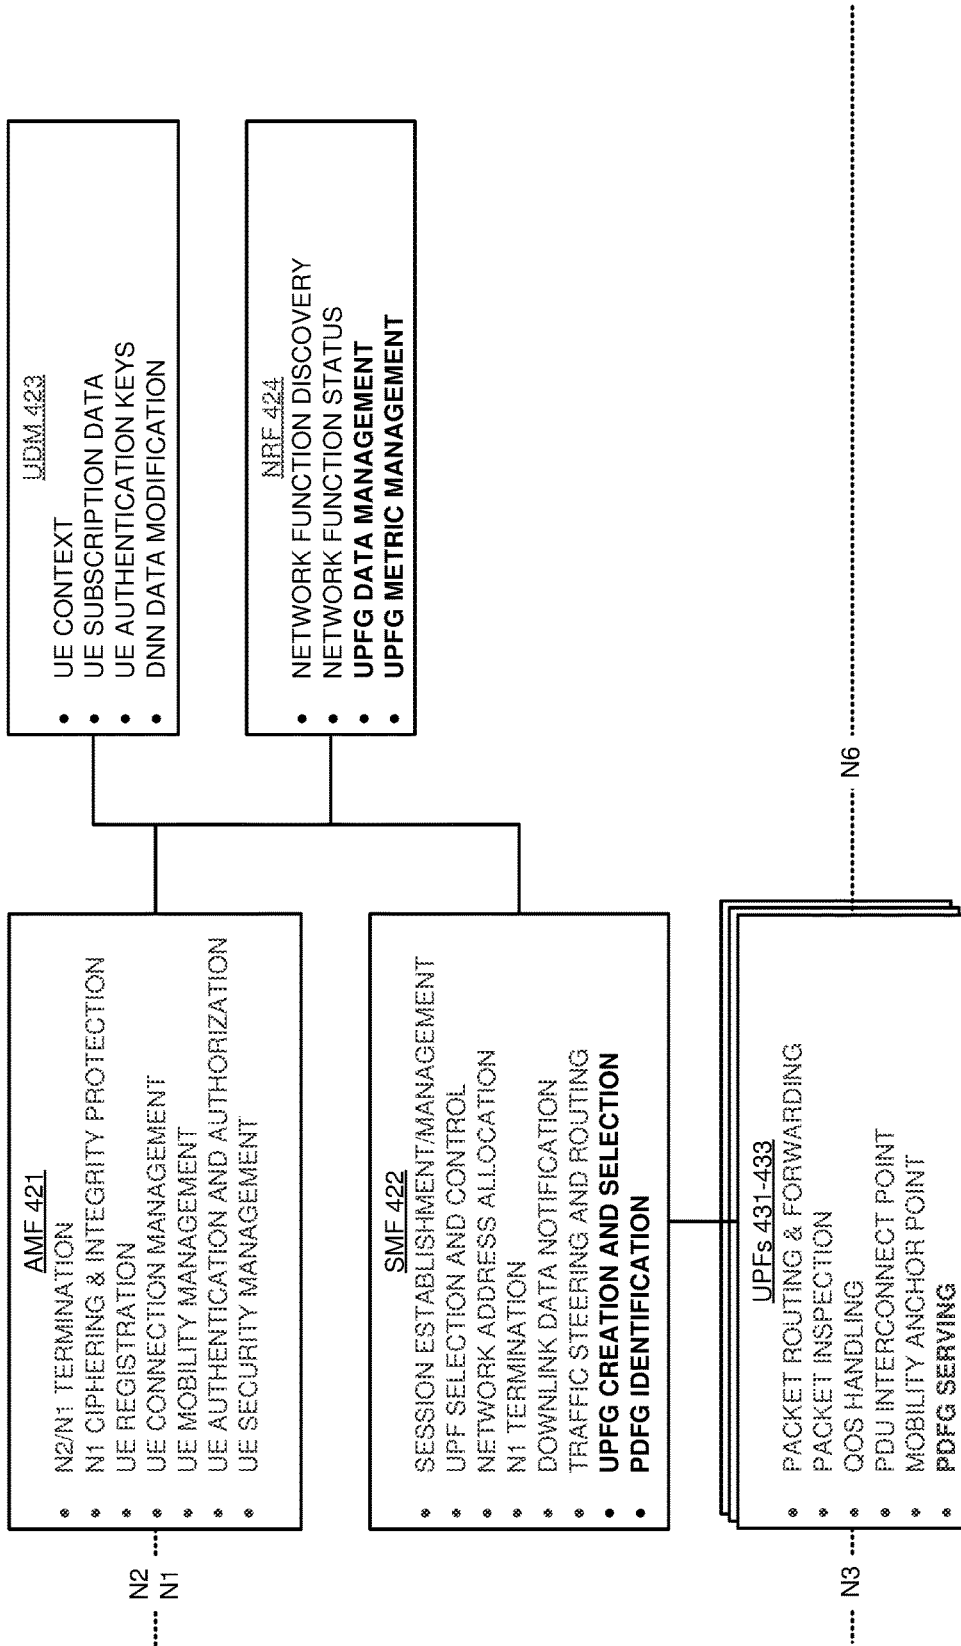 N2
N1
AMF 421
• N2/N1 TERMINATION
• N1 CIPHERING & INTEGRITY PROTECTION
• UE REGISTRATION
• UE CONNECTION MANAGEMENT
• UE MOBILITY MANAGEMENT
• UE AUTHENTICATION AND AUTHORIZATION
• UE SECURITY MANAGEMENT
UDM 423
• UE CONTEXT
• UE SUBSCRIPTION DATA
• UE AUTHENTICATION KEYS
• DNN DATA MODIFICATION
SMF 422
• SESSION ESTABLISHMENT/MANAGEMENT
• UPF SELECTION AND CONTROL
• NETWORK ADDRESS ALLOCATION
• N1 TERMINATION
• DOWNLINK DATA NOTIFICATION
• TRAFFIC STEERING AND ROUTING
• UPFG CREATION AND SELECTION
• PDFG IDENTIFICATION
NRF 424
• NETWORK FUNCTION DISCOVERY
• NETWORK FUNCTION STATUS
• UPFG DATA MANAGEMENT
• UPFG METRIC MANAGEMENT
N3
UPFs 431-433
• PACKET ROUTING & FORWARDING
• PACKET INSPECTION
• QOS HANDLING
• PDU INTERCONNECT POINT
• MOBILITY ANCHOR POINT
• PDFG SERVING
N6